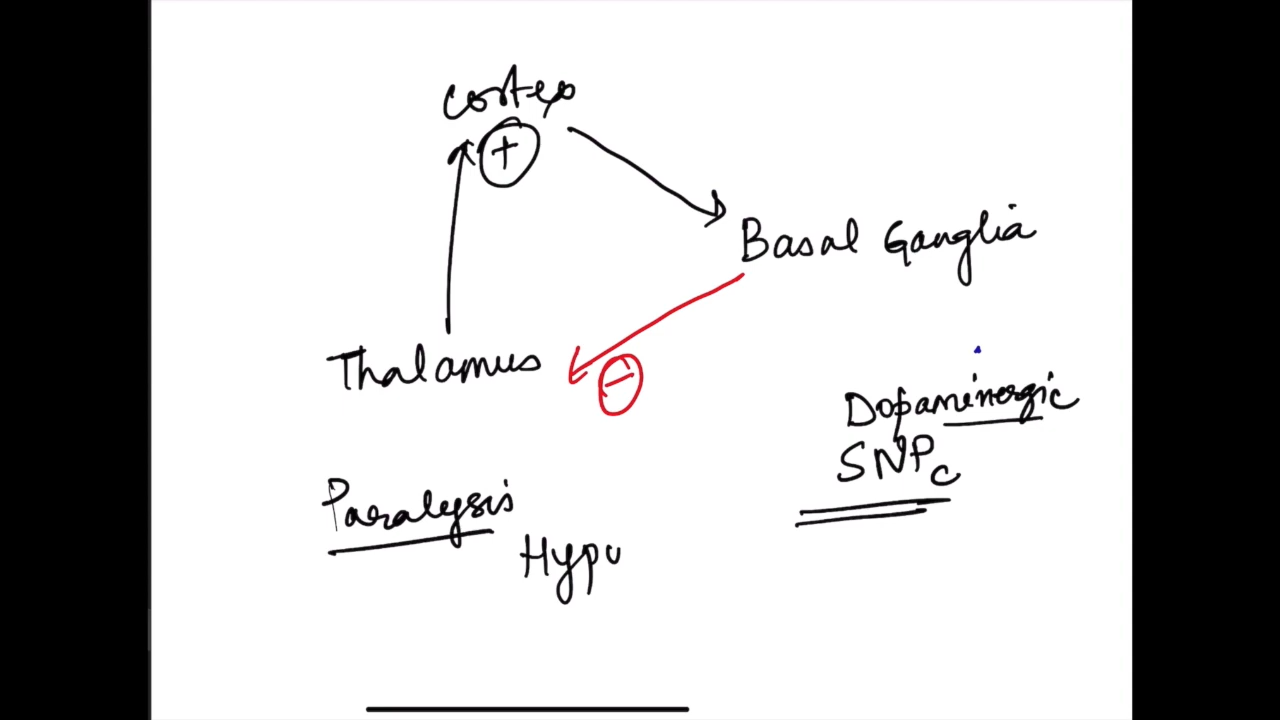 Cortex
+
Basal Ganglia
Thalamus
−
Dopaminergic
SNPc
Paralysis
Hypo